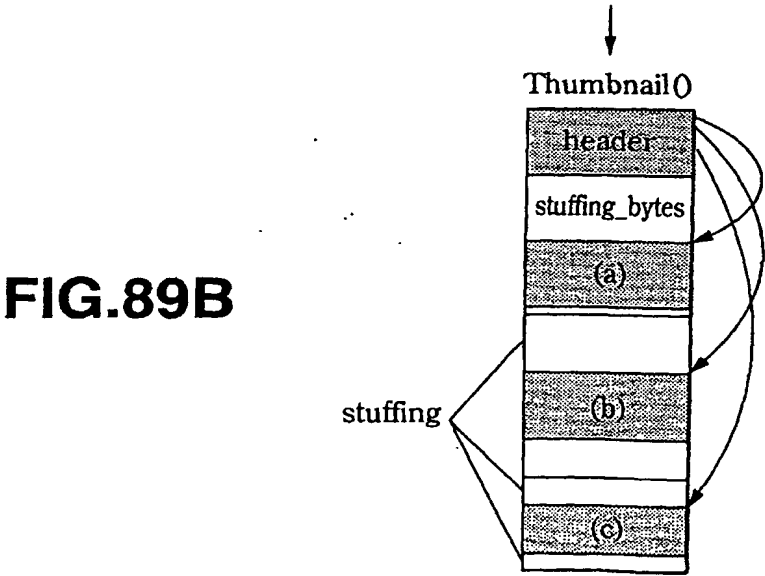 Thumbnail()
header
stuffing_bytes
(a)
FIG.89B
(b)
stuffing
(c)